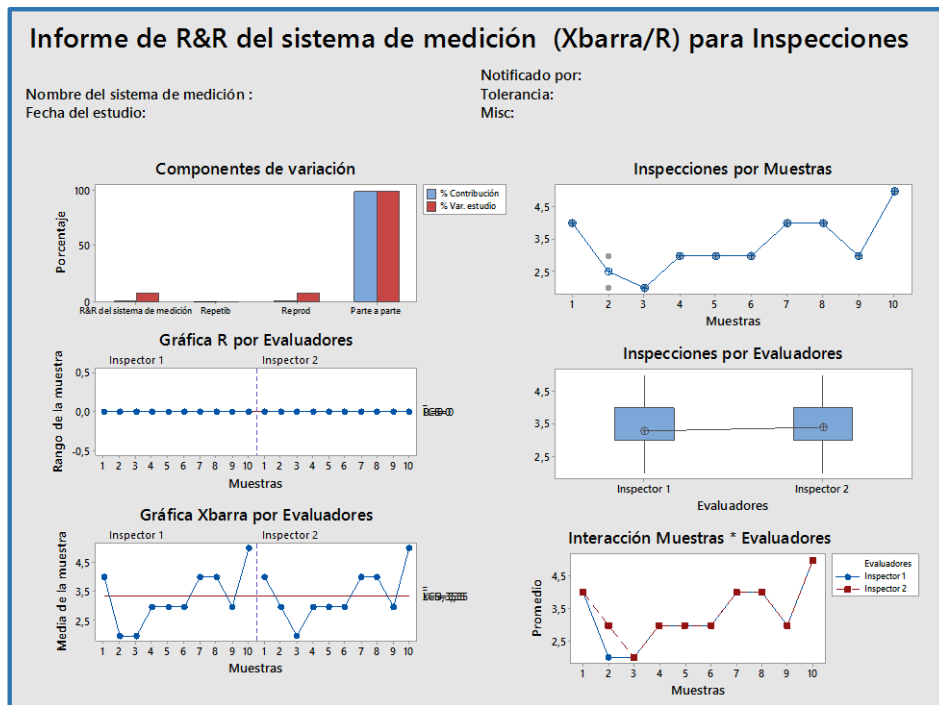 Informe de R&R del sistema de medición (Xbarra/R) para Inspecciones
Nombre del sistema de medición :
Fecha del estudio:
Notificado por:
Tolerancia:
Misc:
Componentes de variación
100
50
0
Porcentaje
R&R del sistema de medición Repetib Reprod Parte a parte
% Contribución
% Var. estudio
Gráfica R por Evaluadores
Inspector 1 Inspector 2
0,5
0,0
-0,5
Rango de la muestra
1 2 3 4 5 6 7 8 9 10 1 2 3 4 5 6 7 8 9 10
Muestras
Gráfica Xbarra por Evaluadores
Inspector 1 Inspector 2
4,5
3,5
2,5
Media de la muestra
1 2 3 4 5 6 7 8 9 10 1 2 3 4 5 6 7 8 9 10
Muestras
Inspecciones por Muestras
4,5
3,5
2,5
1 2 3 4 5 6 7 8 9 10
Muestras
Inspecciones por Evaluadores
4,5
3,5
2,5
Inspector 1 Inspector 2
Evaluadores
Interacción Muestras * Evaluadores
4,5
3,5
2,5
Promedio
1 2 3 4 5 6 7 8 9 10
Muestras
Evaluadores
Inspector 1
Inspector 2